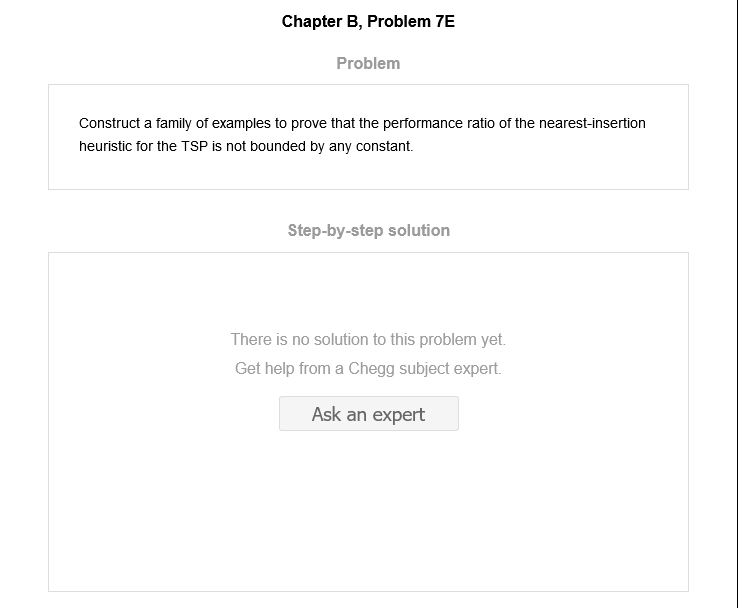 Chapter B, Problem 7E
Problem
Construct a family of examples to prove that the performance ratio of the nearest-insertion
heuristic for the TSP is not bounded by any constant.
Step-by-step solution
There is no solution to this problem yet.
Get help from a Chegg subject expert.
Ask an expert